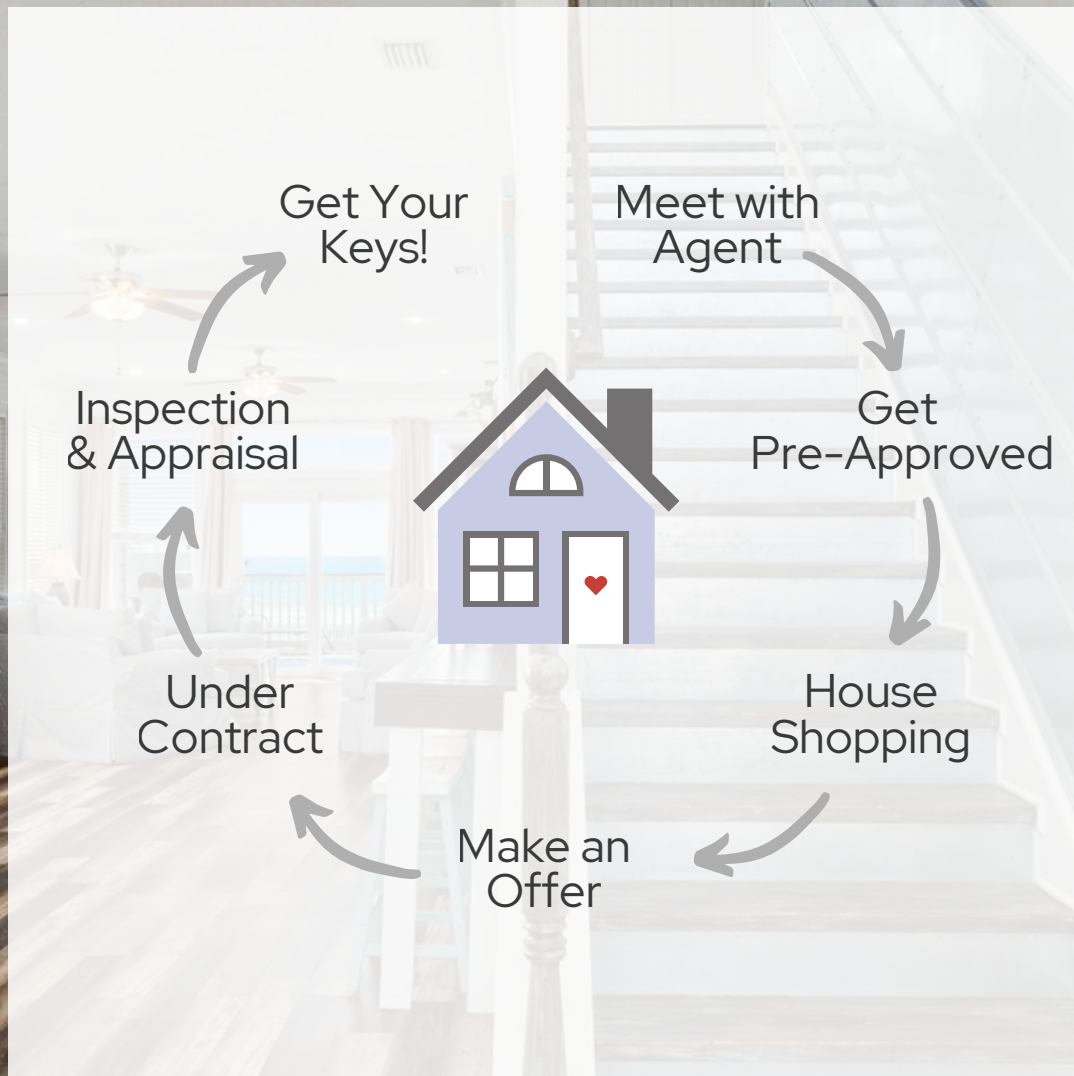 Meet with
Agent
Get
Pre-Approved
House
Shopping
Make an
Offer
Under
Contract
Inspection
& Appraisal
Get Your
Keys!